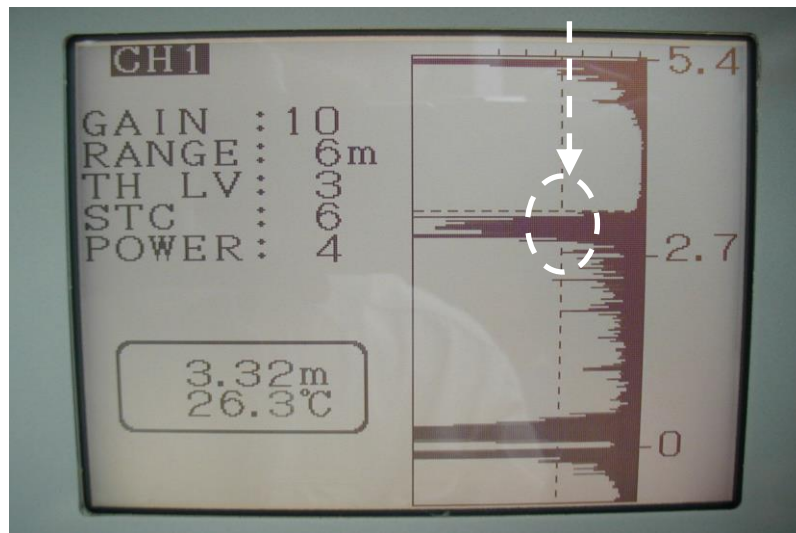 CH1
GAIN : 10
RANGE: 6m
TH LV: 3
STC : 6
POWER: 4
3.32m
26.3℃
5.4
2.7
0